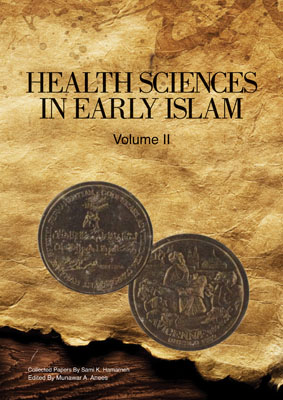 HEALTH SCIENCES
IN EARLY ISLAM
Volume II
Collected Papers By Sami K. Hamarneh
Edited By Munawar A. Anees